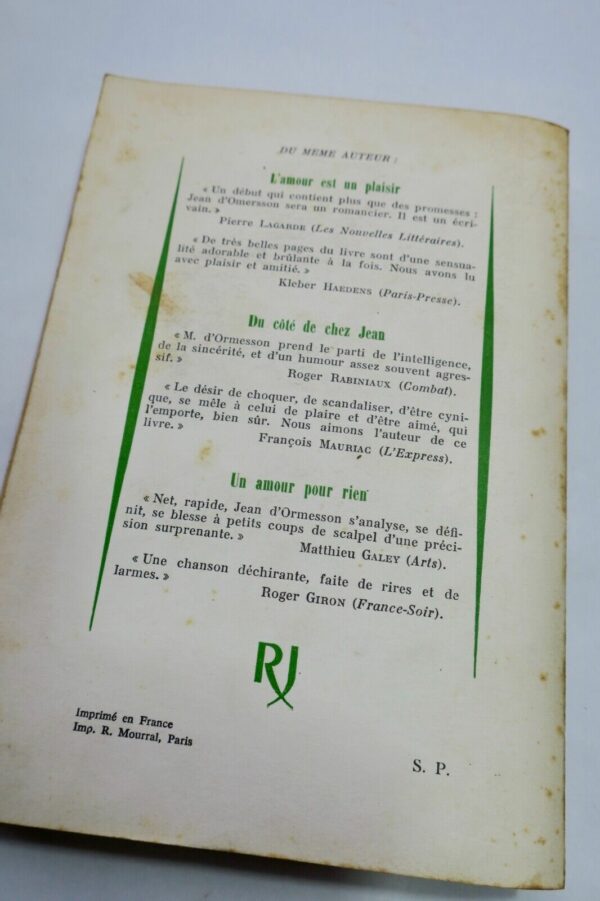 DU MEME AUTEUR :
L'amour est un plaisir
« Un début qui contient plus que des promesses :
Jean d'Omersson sera un romancier. Il est un écri-
vain. »
Pierre LAGARDE (Les Nouvelles Littéraires).
« De très belles pages du livre sont d'une sensua-
lité adorable et brûlante à la fois. Nous avons lu
avec plaisir et amitié. »
Kleber HAEDENS (Paris-Presse).
Du côté de chez Jean
« M. d'Ormesson prend le parti de l'intelligence,
de la sincérité, et d'un humour assez souvent agres-
sif. »
Roger RABINIAUX (Combat).
« Le désir de choquer, de scandaliser, d'être cyni-
que, se mêle à celui de plaire et d'être aimé, qui
l'emporte, bien sûr. Nous aimons l'auteur de ce
livre. »
François MAURIAC (L'Express).
Un amour pour rien
« Net, rapide, Jean d'Ormesson s'analyse, se défi-
nit, se blesse à petits coups de scalpel d'une préci-
sion surprenante. »
Matthieu GALEY (Arts).
« Une chanson déchirante, faite de rires et de
larmes. »
Roger GIRON (France-Soir).
RJ
Imprimé en France
Imp. R. Mourral, Paris
S. P.